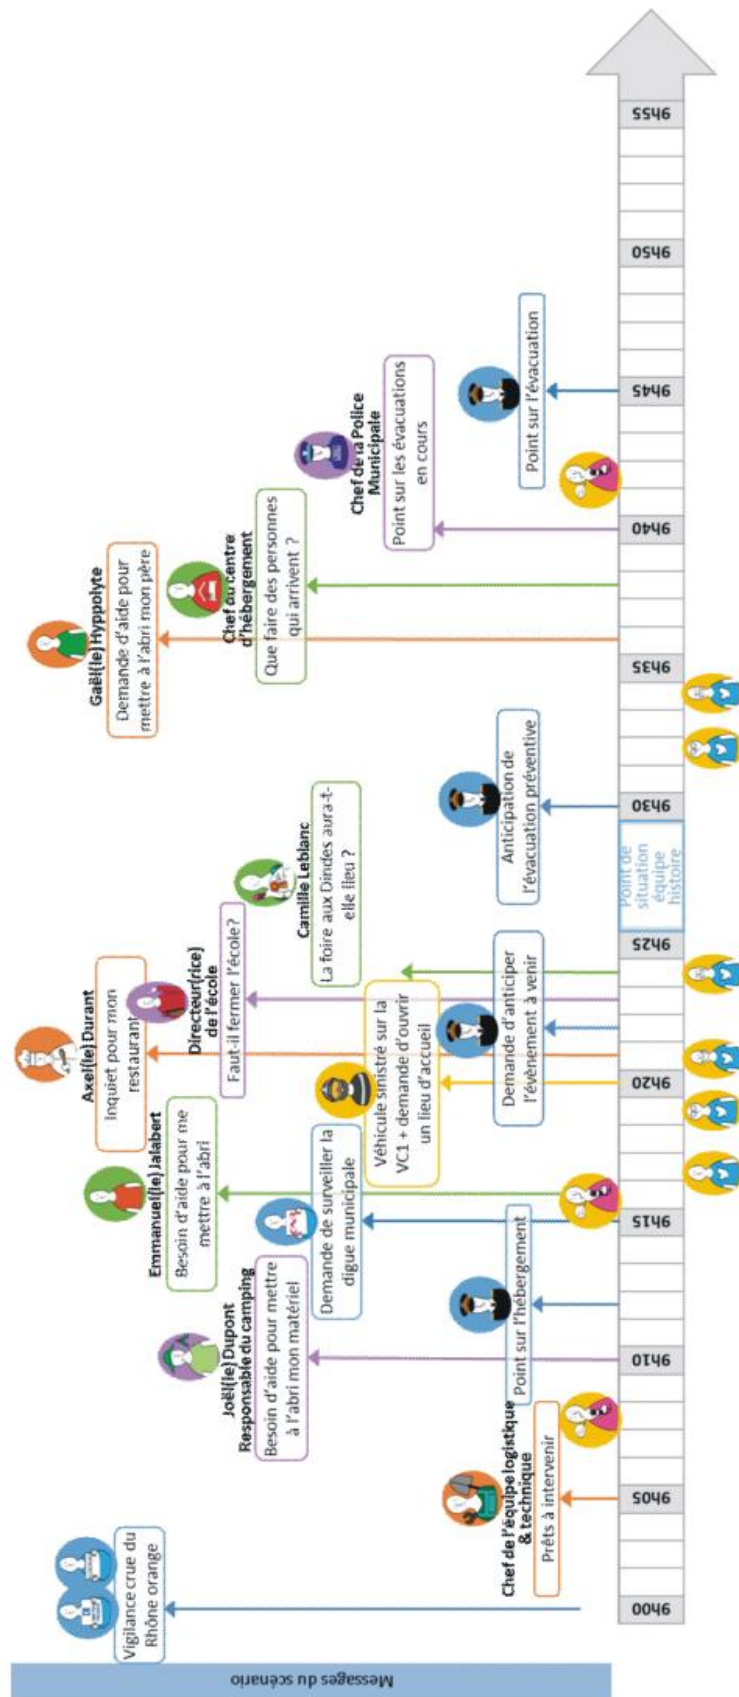 Messages du scénario
Vigilance crue du
Rhône orange
Chef de l'équipe logistique
& technique
Prêts à intervenir
Joël(le) Dupont
Responsable du camping
Besoin d'aide pour mettre
à l'abri mon matériel
Point sur l'hébergement
Demande de surveiller la
digue municipale
Emmanuel(le) Jalabert
Besoin d'aide pour me
mettre à l'abri
Véhicule sinistré sur la
VC1 + demande d'ouvrir
un lieu d'accueil
Axel(le) Durant
Inquiet pour mon
restaurant
Demande d'anticiper
l'évènement à venir
Directeur(rice)
de l'école
Faut-il fermer l'école?
Camille Leblanc
La foire aux Dindes aura-t-
elle lieu ?
Point de
situation
équipe
histoire
Anticipation de
l'évacuation préventive
Gaël(le) Hyppolyte
Demande d'aide pour
mettre à l'abri mon père
Chef du centre
d'hébergement
Que faire des personnes
qui arrivent ?
Chef de la Police
Municipale
Point sur les évacuations
en cours
Point sur l'évacuation
9h00
9h05
9h10
9h15
9h20
9h25
9h30
9h35
9h40
9h45
9h50
9h55